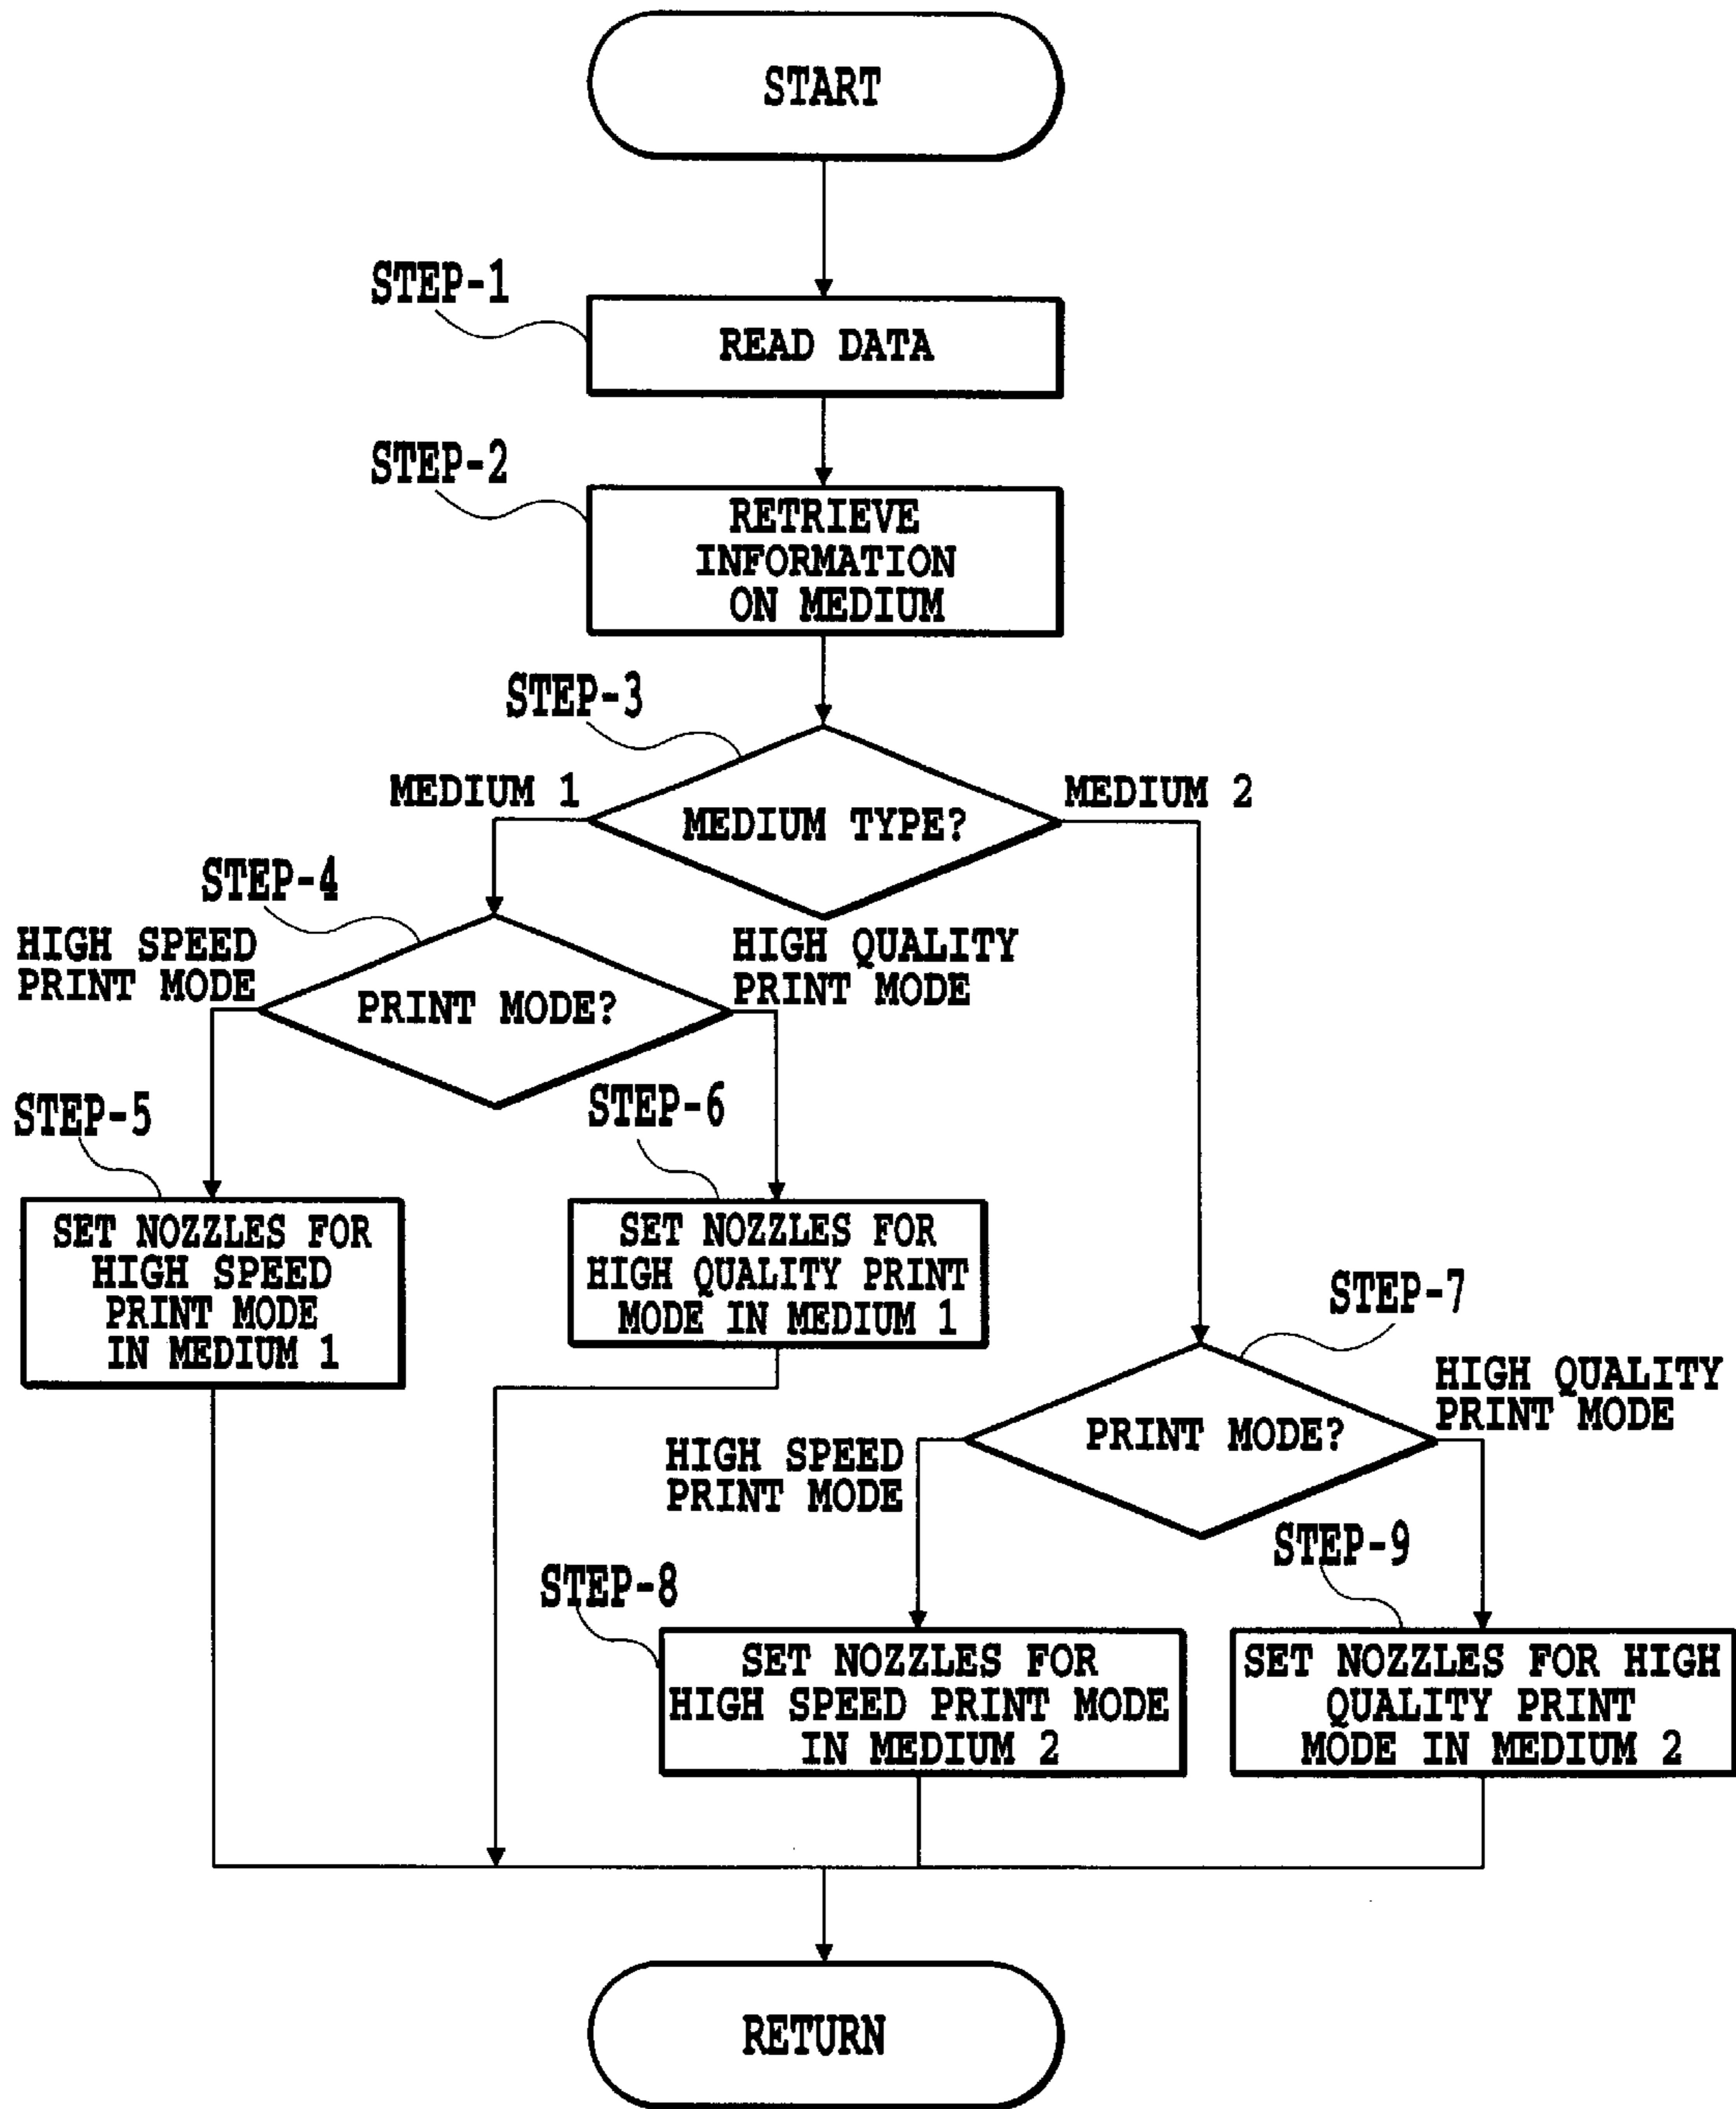 START
STEP-1
READ DATA
STEP-2
RETRIEVE
INFORMATION
ON MEDIUM
STEP-3
MEDIUM 1
MEDIUM TYPE?
MEDIUM 2
STEP-4
HIGH SPEED
PRINT MODE
PRINT MODE?
HIGH QUALITY
PRINT MODE
STEP-5
SET NOZZLES FOR
HIGH SPEED
PRINT MODE
IN MEDIUM 1
STEP-6
SET NOZZLES FOR
HIGH QUALITY PRINT
MODE IN MEDIUM 1
STEP-7
HIGH SPEED
PRINT MODE
PRINT MODE?
HIGH QUALITY
PRINT MODE
STEP-8
SET NOZZLES FOR
HIGH SPEED PRINT MODE
IN MEDIUM 2
STEP-9
SET NOZZLES FOR HIGH
QUALITY PRINT
MODE IN MEDIUM 2
RETURN